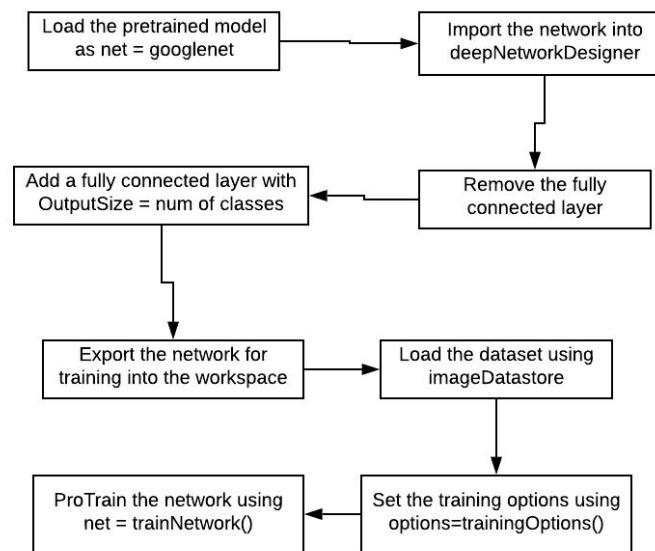 Load the pretrained model
as net = googlenet
Import the network into
deepNetworkDesigner
Remove the fully
connected layer
Add a fully connected layer with
OutputSize = num of classes
Export the network for
training into the workspace
Load the dataset using
imageDatastore
Set the training options using
options=trainingOptions()
ProTrain the network using
net = trainNetwork()